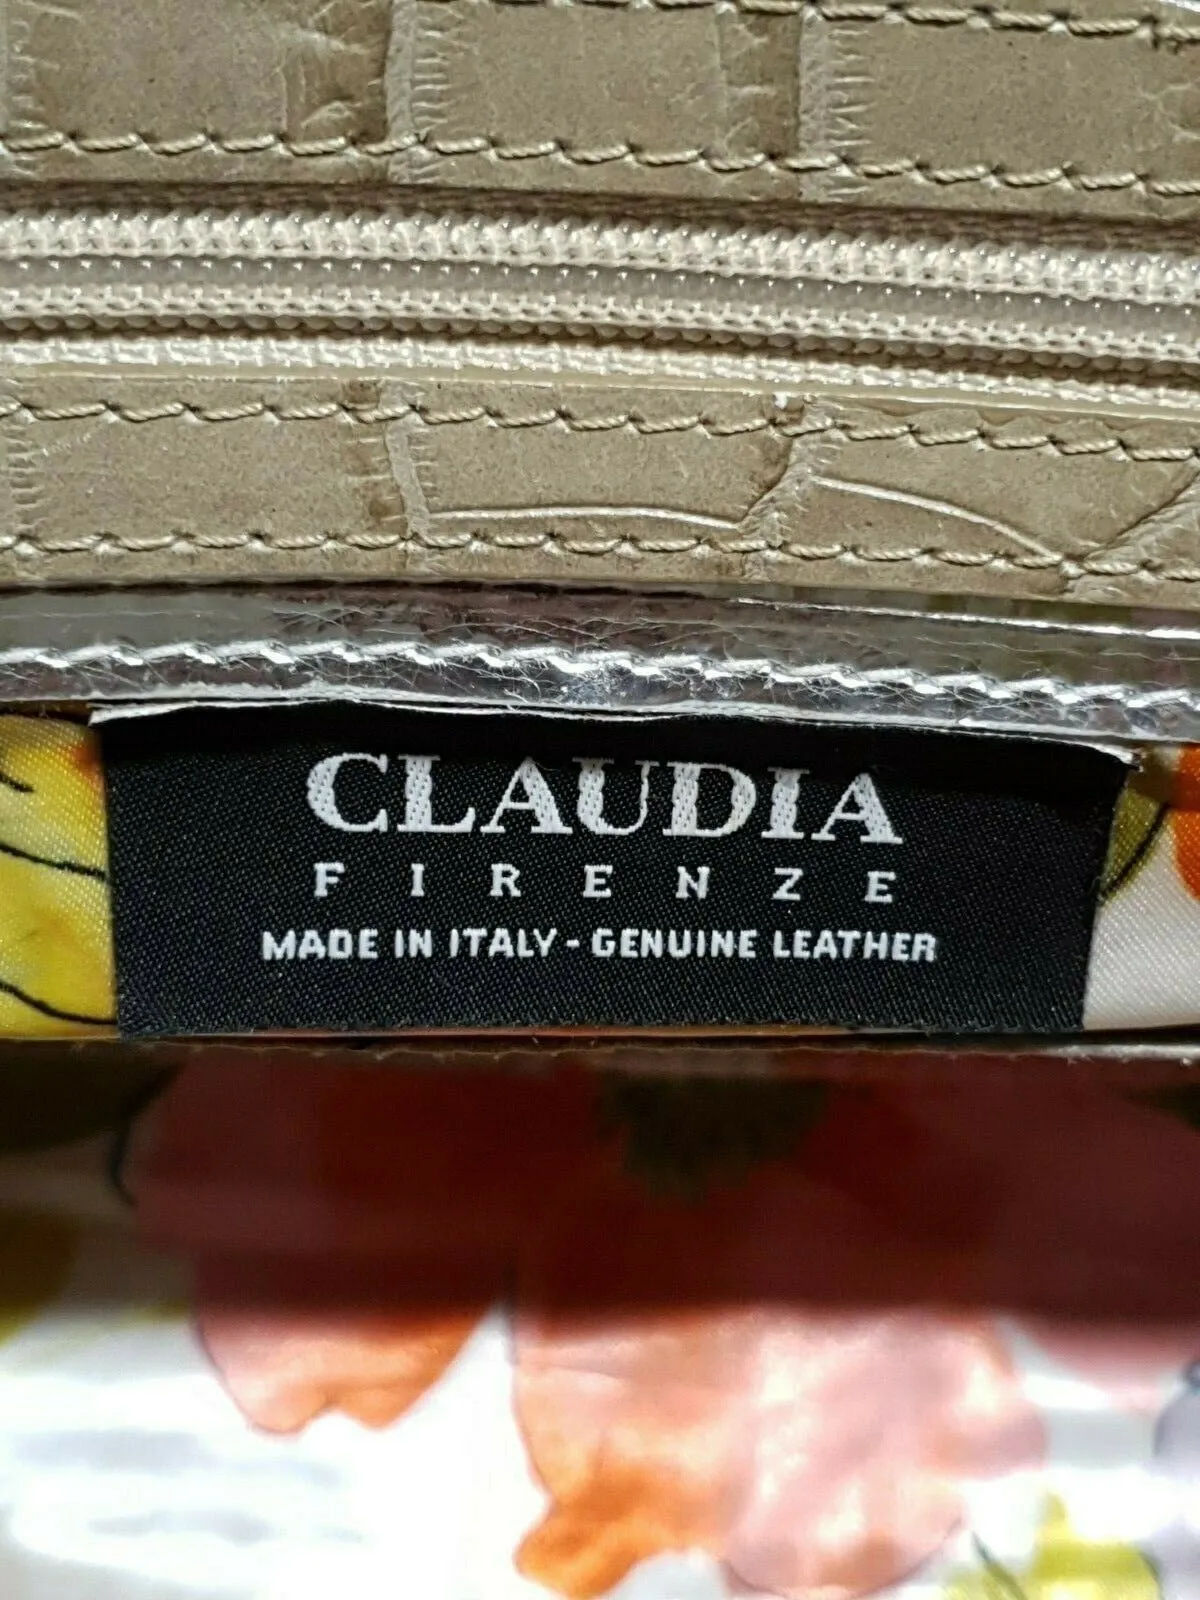 CLAUDIA
FIRENZE
MADE IN ITALY - GENUINE LEATHER